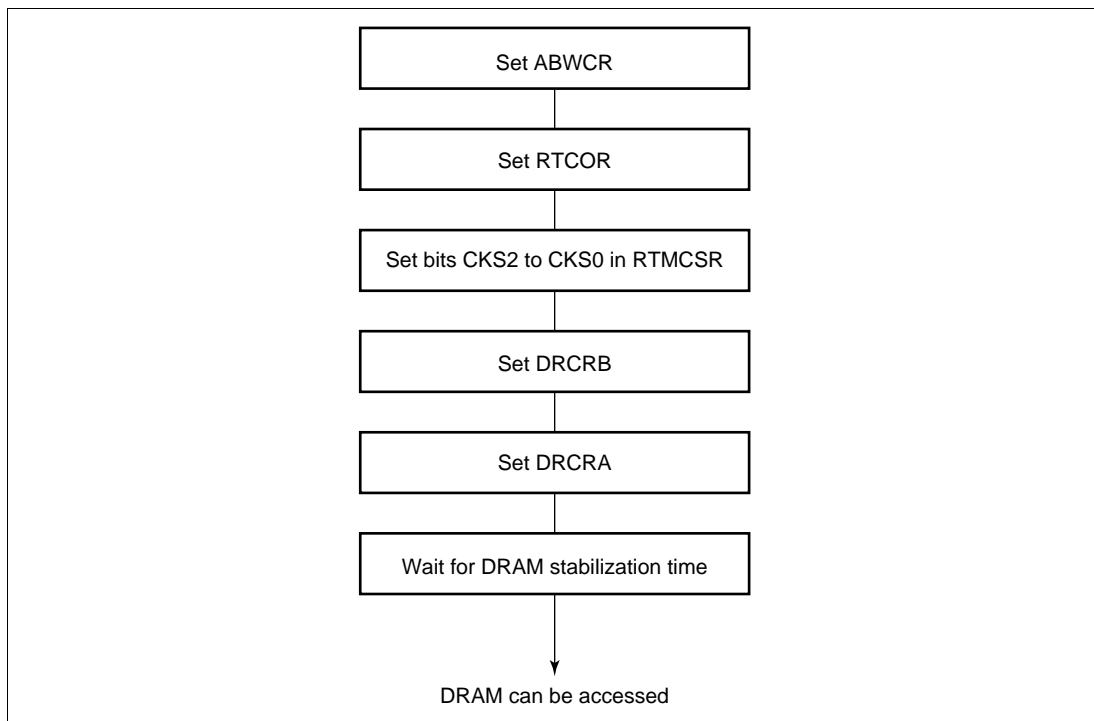 Set ABWCR
Set RTCOR
Set bits CKS2 to CKS0 in RTMCSR
Set DRCRB
Set DRCRA
Wait for DRAM stabilization time
DRAM can be accessed